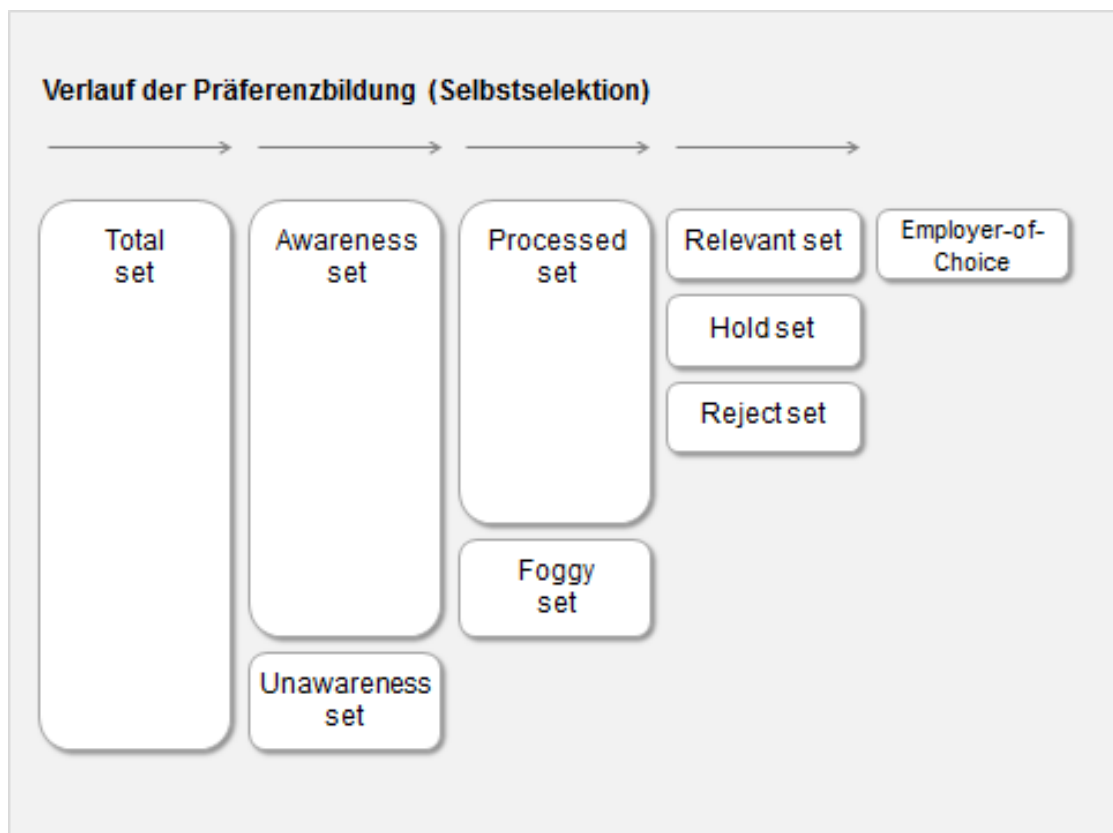 Verlauf der Präferenzbildung (Selbstselektion)
Total
set
Awareness
set
Processed
set
Relevant set
Employer-of-
Choice
Hold set
Reject set
Foggy
set
Unawareness
set